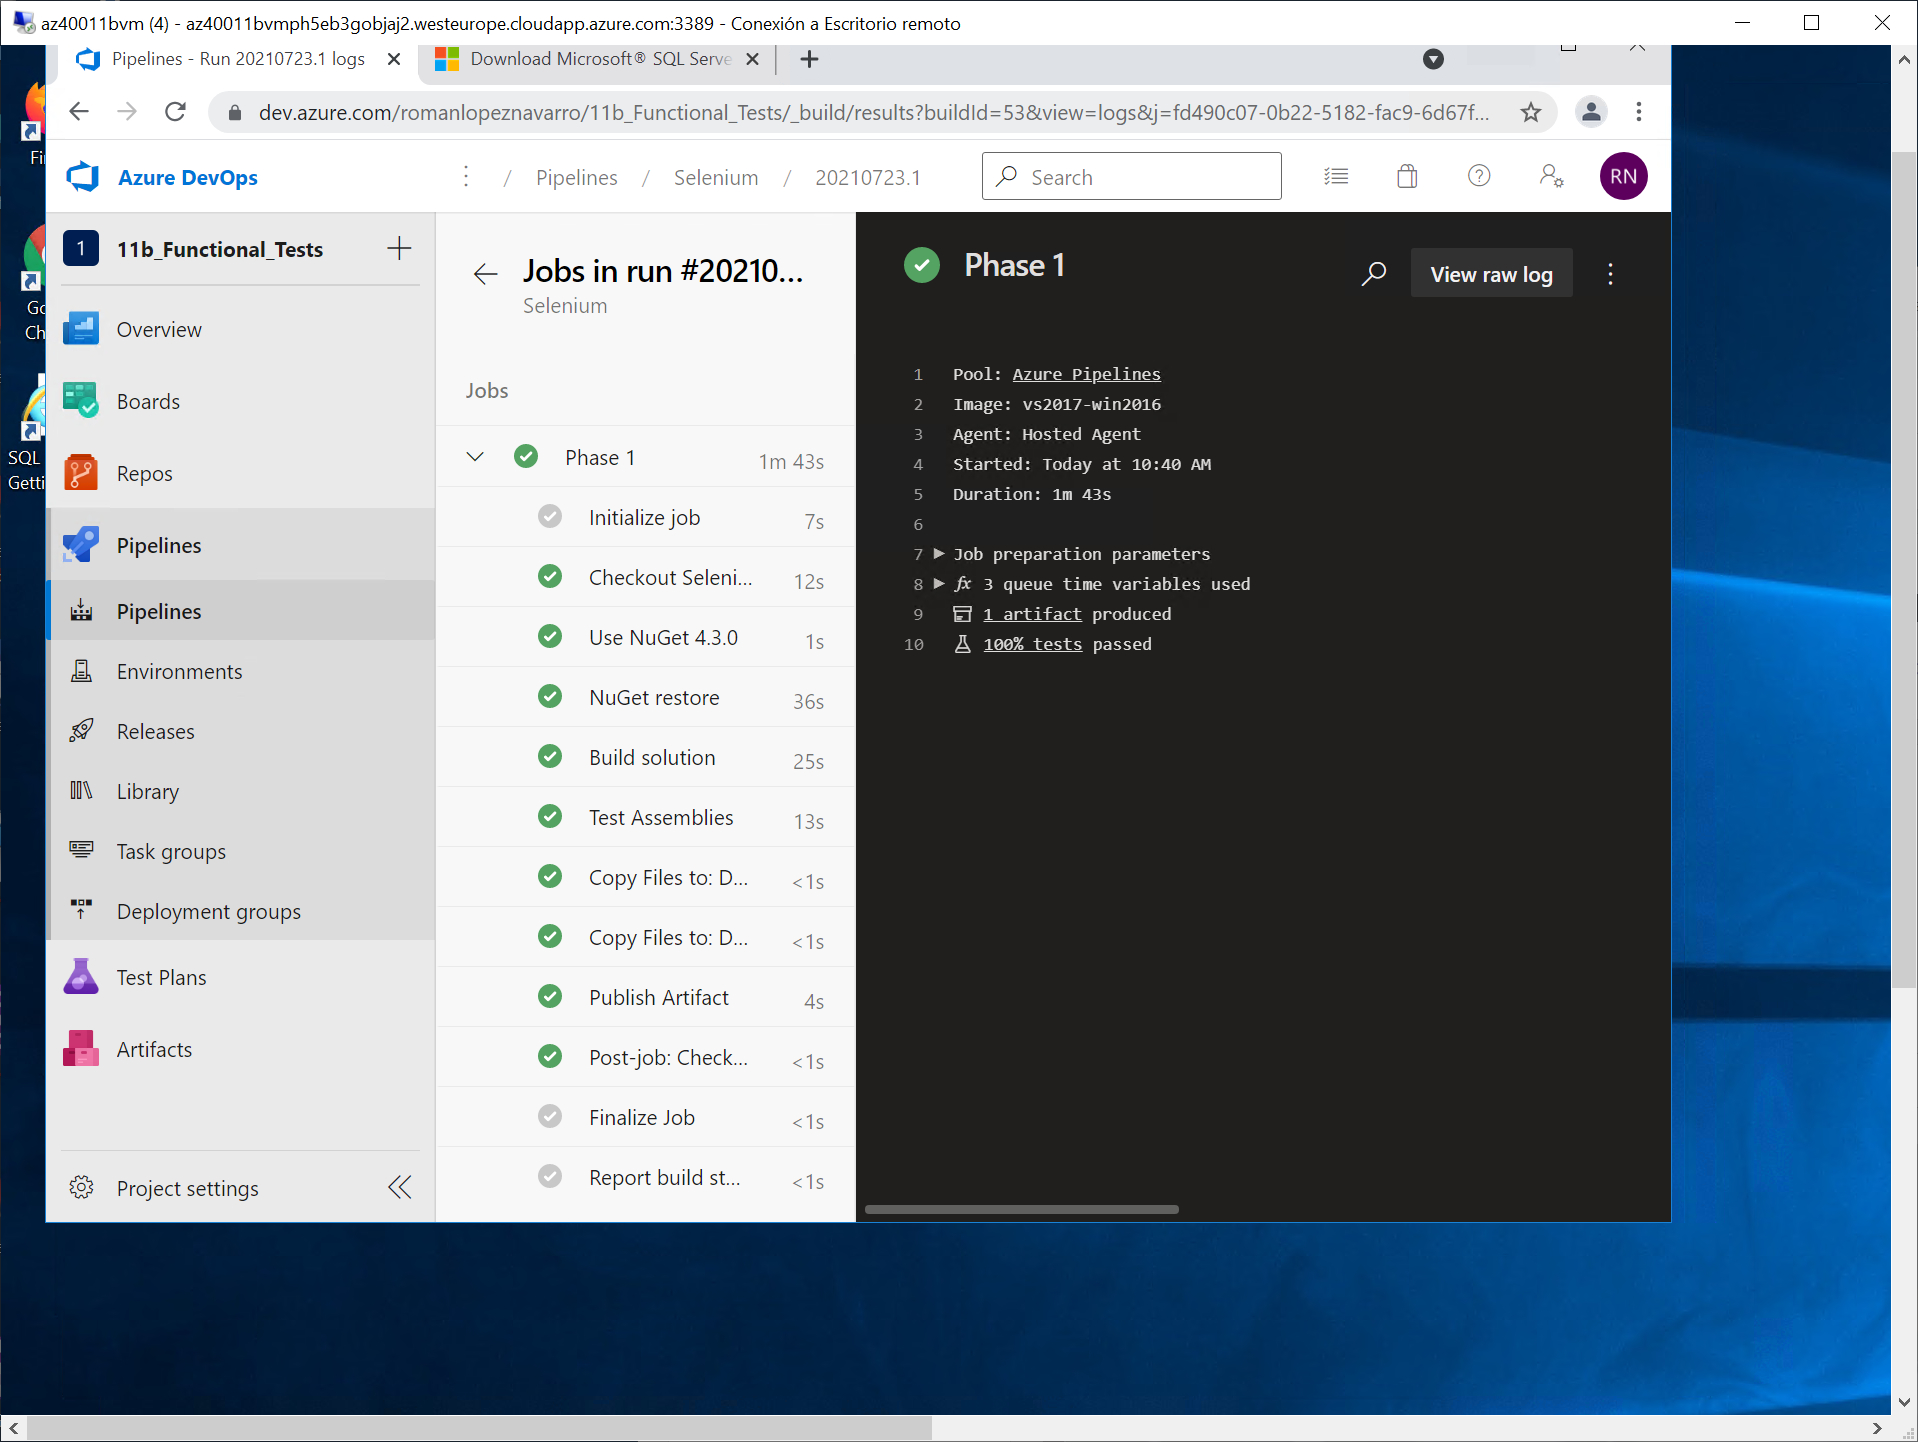 az40011bvm (4) - az40011bvmph5eb3gobjaj2.westeurope.cloudapp.azure.com:3389 - Conexión a Escritorio remoto
Pipelines - Run 20210723.1 logs
Download Microsoft® SQL Serve
dev.azure.com/romanlopeznavarro/11b_Functional_Tests/_build/results?buildId=53&view=logs&j=fd490c07-0b22-5182-fac9-6d67f...
Azure DevOps
/ Pipelines / Selenium / 20210723.1
Search
RN
1
11b_Functional_Tests
Overview
Boards
Repos
Pipelines
Pipelines
Environments
Releases
Library
Task groups
Deployment groups
Test Plans
Artifacts
Project settings
Jobs in run #20210...
Selenium
Jobs
Phase 1 1m 43s
Initialize job 7s
Checkout Seleni... 12s
Use NuGet 4.3.0 1s
NuGet restore 36s
Build solution 25s
Test Assemblies 13s
Copy Files to: D... <1s
Copy Files to: D... <1s
Publish Artifact 4s
Post-job: Check... <1s
Finalize Job <1s
Report build st... <1s
Phase 1
View raw log
1 Pool: Azure Pipelines
2 Image: vs2017-win2016
3 Agent: Hosted Agent
4 Started: Today at 10:40 AM
5 Duration: 1m 43s
6
7 Job preparation parameters
8 fx 3 queue time variables used
9 1 artifact produced
10 100% tests passed
Fi
Go
Ch
SQL
Getti